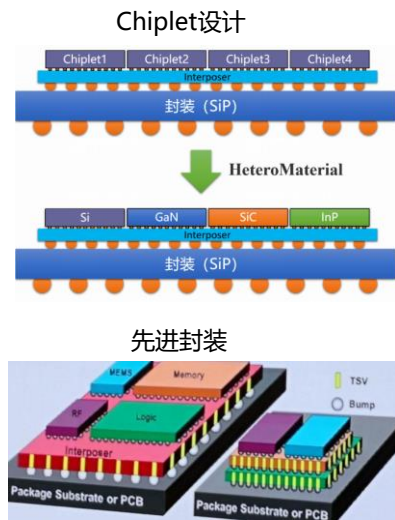 Chiplet设计
Chiplet1 Chiplet2 Chiplet3 Chiplet4
Interposer
封装（SiP）
HeteroMaterial
Si GaN SiC InP
Interposer
封装（SiP）
先进封装
MEMS Memory
RF Logic
Interposer
Package Substrate or PCB
TSV
Bump
Package Substrate or PCB